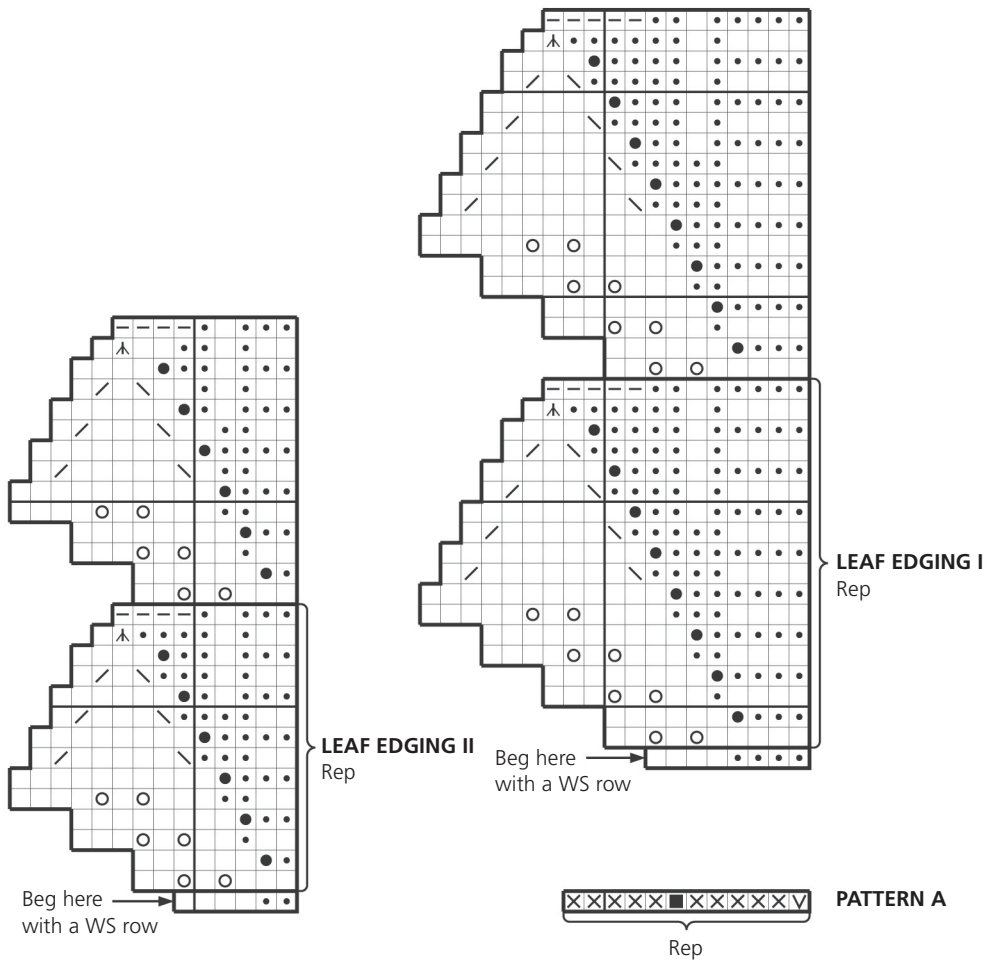 LEAF EDGING I
Rep
LEAF EDGING II
Rep
Beg here
with a WS row
Beg here
with a WS row
PATTERN A
Rep